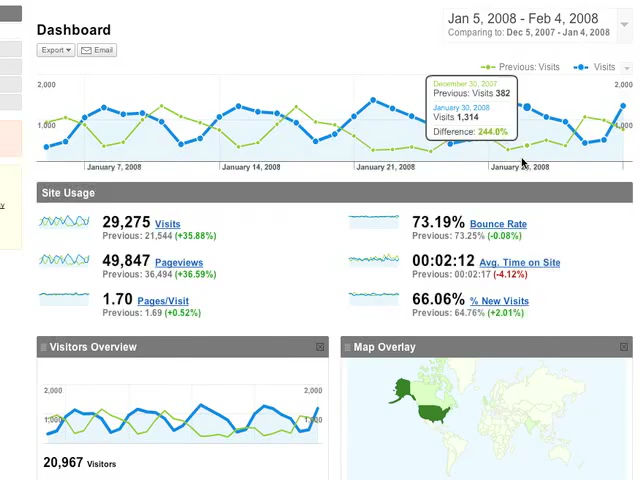 Jan 5, 2008 - Feb 4, 2008
Dashboard
Comparing to: Dec 5, 2007 - Jan 4, 2008
Export
Email
Previous: Visits
Visits
December 30, 2007
2,000
2,000
Previous: Visits 382
January 30, 2008
Visits 1,314
1,000
1,000
Difference: 244.0%
January 7, 2008
January 14, 2008
January 21, 2008
Site Usage
29,275 Visits
Previous: 21,544 (+35.88%)
73.19% Bounce Rate
Previous: 73.25% (-0.08%)
49,847 Pageviews
Previous: 36,494 (+36.59%)
00:02:12 Avg. Time on Site
Previous: 00:02:17 (-4.12%)
1.70 Pages/Visit
Previous: 1.69 (+0.52%)
66.06% % New Visits
Previous: 64.76% (+2.01%)
Visitors Overview
Map Overlay
2,000
2,000
1,000
1,000
20,967 Visitors